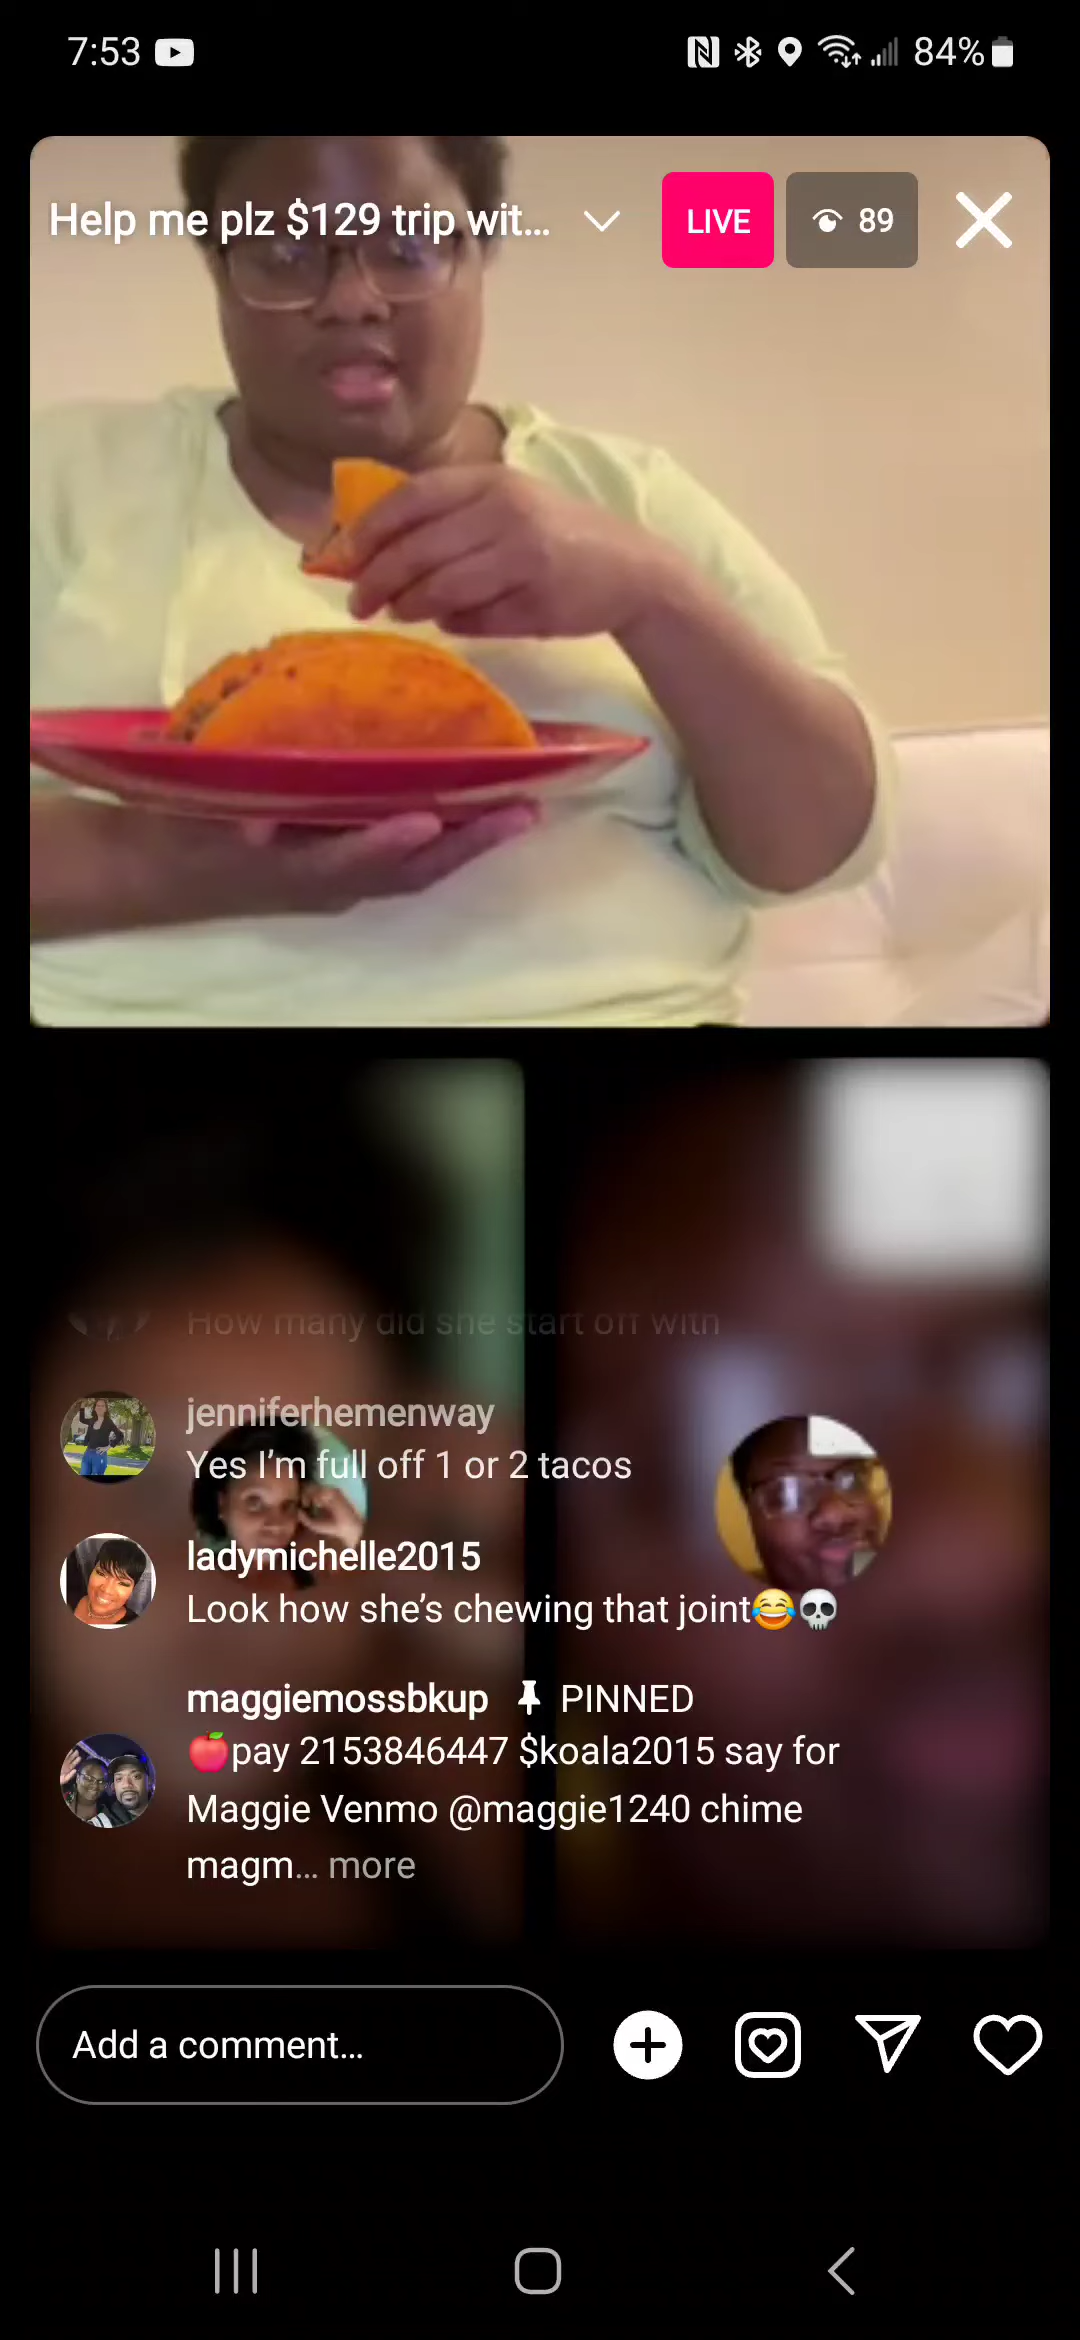 7:53
84%
Help me plz $129 trip wit...
LIVE
89
How many did she start off with
jenniferhemenway
Yes I’m full off 1 or 2 tacos
ladymichelle2015
Look how she’s chewing that joint😂💀
maggiemossbkup 📌 PINNED
🍎pay 2153846447 $koala2015 say for
Maggie Venmo @maggie1240 chime
magm... more
Add a comment...